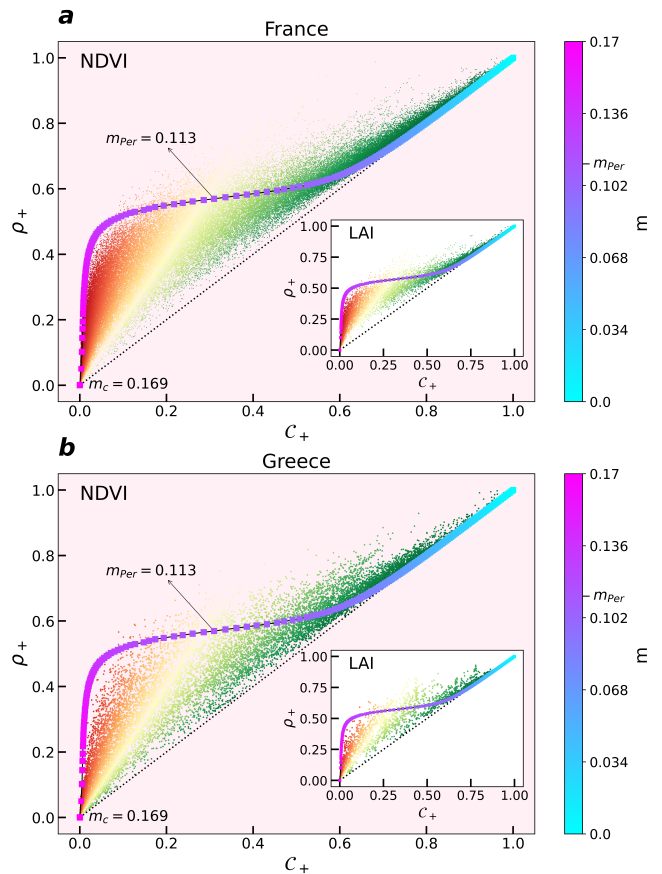 a
France
NDVI
1.0
0.8
0.6
0.4
0.2
0.0
ρ+
m_Per = 0.113
m_c = 0.169
0.0 0.2 0.4 0.6 0.8 1.0
C+
LAI
1.00
0.75
0.50
0.25
0.00
ρ+
0.00 0.25 0.50 0.75 1.00
C+
0.17
0.136
m_Per
0.102
0.068
0.034
0.0
m
b
Greece
NDVI
1.0
0.8
0.6
0.4
0.2
0.0
ρ+
m_Per = 0.113
m_c = 0.169
0.0 0.2 0.4 0.6 0.8 1.0
C+
LAI
1.00
0.75
0.50
0.25
0.00
ρ+
0.00 0.25 0.50 0.75 1.00
C+
0.17
0.136
m_Per
0.102
0.068
0.034
0.0
m